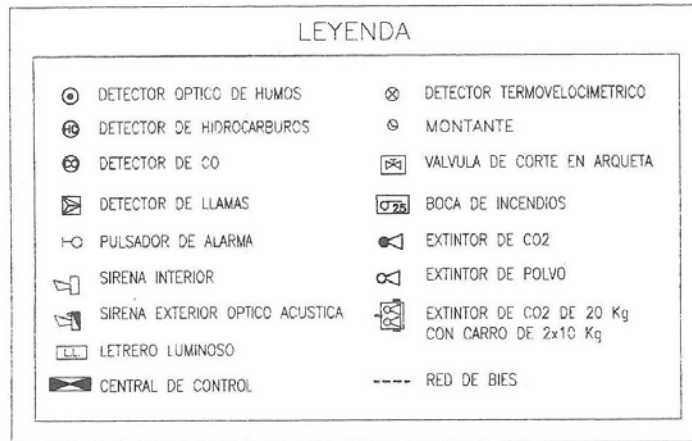 LEYENDA
DETECTOR OPTICO DE HUMOS
HC DETECTOR DE HIDROCARBUROS
CO DETECTOR DE CO
DETECTOR DE LLAMAS
PULSADOR DE ALARMA
SIRENA INTERIOR
SIRENA EXTERIOR OPTICO ACUSTICA
L.L. LETRERO LUMINOSO
CENTRAL DE CONTROL
DETECTOR TERMOVELOCIMETRICO
MONTANTE
VALVULA DE CORTE EN ARQUETA
25 BOCA DE INCENDIOS
EXTINTOR DE CO2
EXTINTOR DE POLVO
EXTINTOR DE CO2 DE 20 Kg
CON CARRO DE 2x10 Kg
RED DE BIES